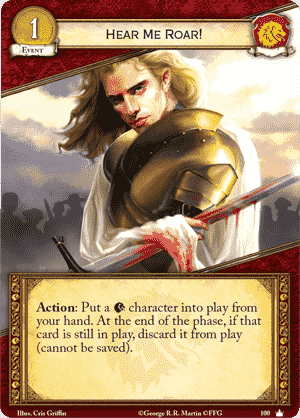 1
HEAR ME ROAR!
EVENT
Action: Put a character into play from
your hand. At the end of the phase, if that
card is still in play, discard it from play
(cannot be saved).
Illus. Cris Griffin
©George R.R. Martin ©FFG
100